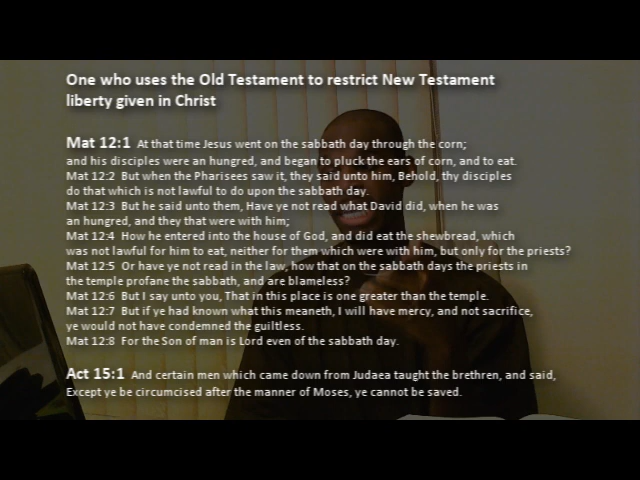 One who uses the Old Testament to restrict New Testament
liberty given in Christ
Mat 12:1 At that time Jesus went on the sabbath day through the corn;
and his disciples were an hungred, and began to pluck the ears of corn, and to eat.
Mat 12:2 But when the Pharisees saw it, they said unto him, Behold, thy disciples
do that which is not lawful to do upon the sabbath day.
Mat 12:3 But he said unto them, Have ye not read what David did, when he was
an hungred, and they that were with him;
Mat 12:4 How he entered into the house of God, and did eat the shewbread, which
was not lawful for him to eat, neither for them which were with him, but only for the priests?
Mat 12:5 Or have ye not read in the law, how that on the sabbath days the priests in
the temple profane the sabbath, and are blameless?
Mat 12:6 But I say unto you, That in this place is one greater than the temple.
Mat 12:7 But if ye had known what this meaneth, I will have mercy, and not sacrifice,
ye would not have condemned the guiltless.
Mat 12:8 For the Son of man is Lord even of the sabbath day.
Act 15:1 And certain men which came down from Judaea taught the brethren, and said,
Except ye be circumcised after the manner of Moses, ye cannot be saved.